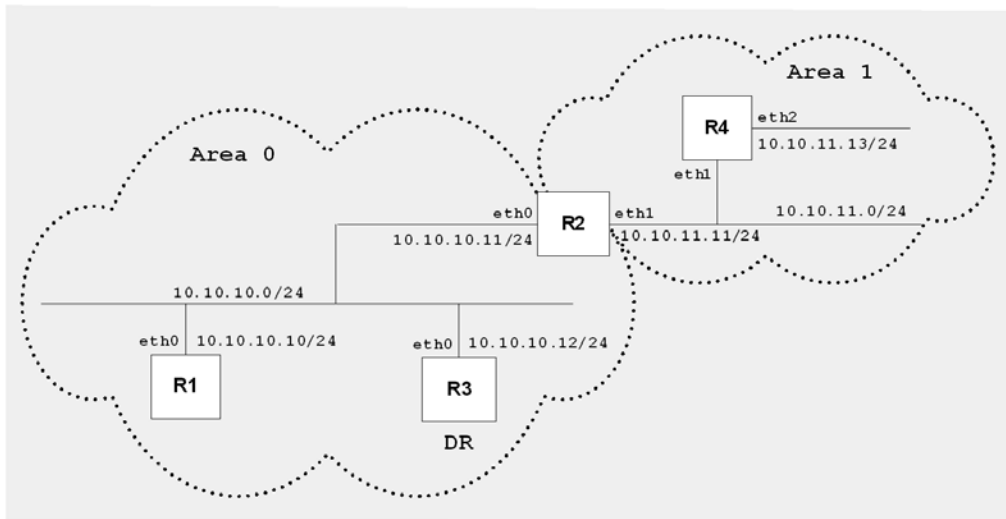 Area 1
R4
eth2
10.10.11.13/24
eth1
10.10.11.0/24
Area 0
eth0
R2
eth1
10.10.10.11/24
10.10.11.11/24
10.10.10.0/24
eth0
10.10.10.10/24
eth0
10.10.10.12/24
R1
R3
DR